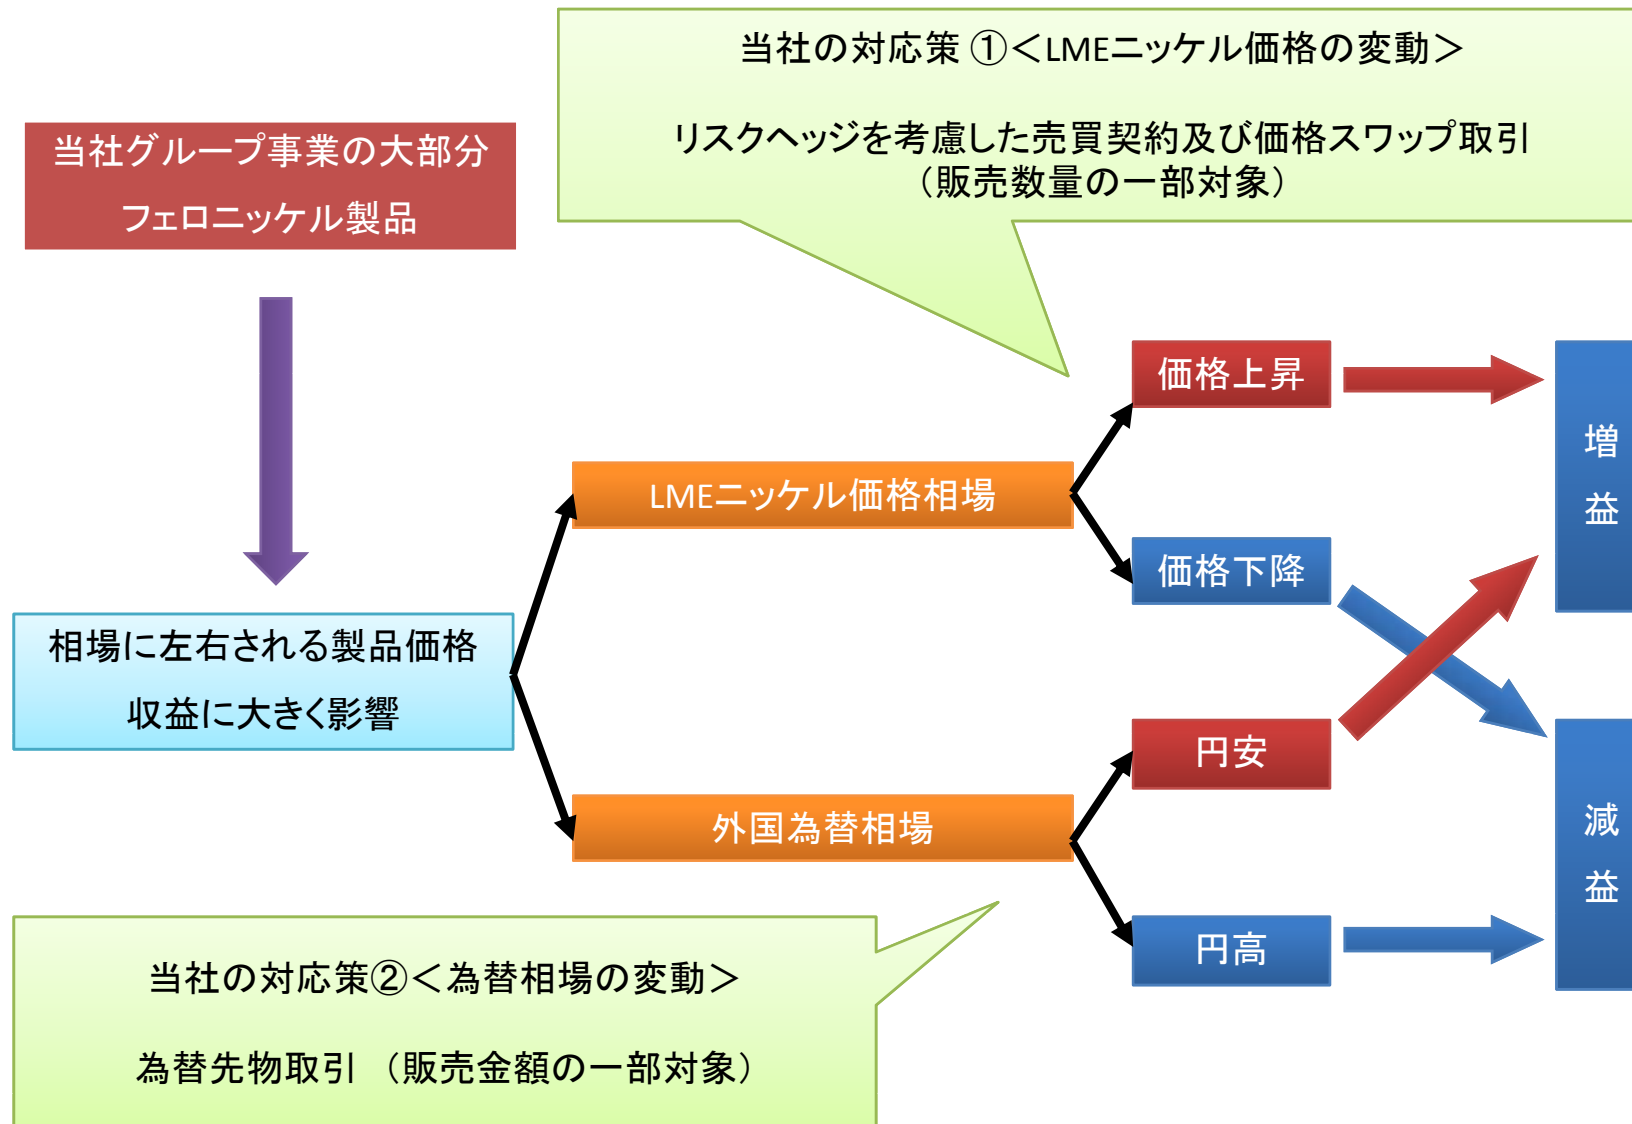 当社の対応策 ①＜LMEニッケル価格の変動＞
リスクヘッジを考慮した売買契約及び価格スワップ取引
（販売数量の一部対象）
当社グループ事業の大部分
フェロニッケル製品
価格上昇
増
益
LMEニッケル価格相場
価格下降
相場に左右される製品価格
収益に大きく影響
円安
外国為替相場
減
益
円高
当社の対応策②＜為替相場の変動＞
為替先物取引 （販売金額の一部対象）